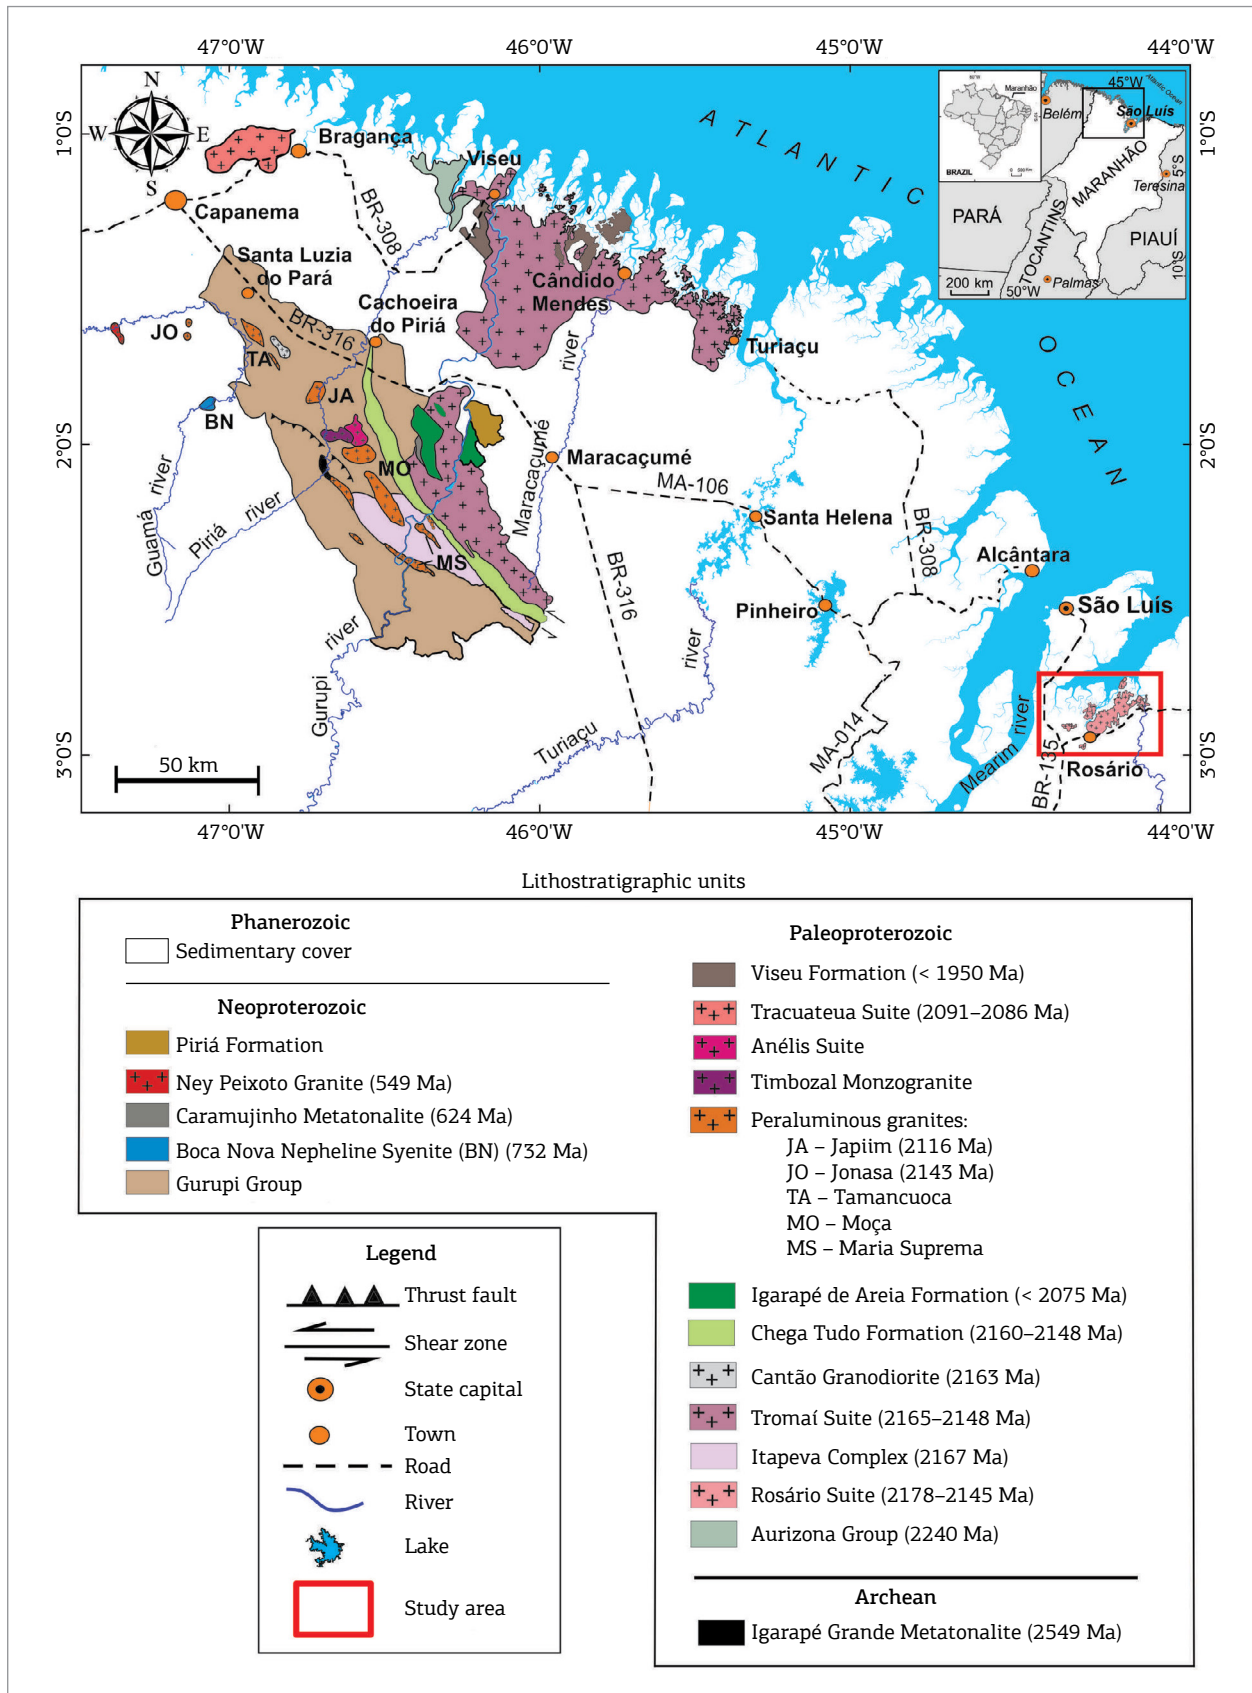 47°0'W 46°0'W 45°0'W 44°0'W
1°0'S
2°0'S
3°0'S
1°0'S
2°0'S
3°0'S
N
W E
S
Bragança
Viseu
Capanema
BR-308
Santa Luzia
do Pará
Cachoeira
do Piriá
Cândido
Mendes
BR-316
JO
TA
JA
BN
MO
MS
Turiaçu
river
Maracaçumé
Maracaçumé
MA-106
Santa Helena
BR-308
Alcântara
São Luís
Pinheiro
BR-316
Guamá river
Piriá river
Gurupi river
Turiaçu river
MA-014
Mearim river
BR-135
Rosário
50 km
ATLANTIC
OCEAN
45°W
Atlantic Ocean
Maranhão
BRAZIL
Belém
São Luís
MARANHÃO
5°S
Teresina
PARÁ
TOCANTINS
PIAUÍ
10°S
200 km
50°W
Palmas
47°0'W 46°0'W 45°0'W 44°0'W
Lithostratigraphic units
Phanerozoic
Sedimentary cover
Neoproterozoic
Piriá Formation
Ney Peixoto Granite (549 Ma)
Caramujinho Metatonalite (624 Ma)
Boca Nova Nepheline Syenite (BN) (732 Ma)
Gurupi Group
Paleoproterozoic
Viseu Formation (< 1950 Ma)
Tracuateua Suite (2091–2086 Ma)
Anélis Suite
Timbozal Monzogranite
Peraluminous granites:
JA – Japiim (2116 Ma)
JO – Jonasa (2143 Ma)
TA – Tamancuoca
MO – Moça
MS – Maria Suprema
Igarapé de Areia Formation (< 2075 Ma)
Chega Tudo Formation (2160–2148 Ma)
Cantão Granodiorite (2163 Ma)
Tromaí Suite (2165–2148 Ma)
Itapeva Complex (2167 Ma)
Rosário Suite (2178–2145 Ma)
Aurizona Group (2240 Ma)
Archean
Igarapé Grande Metatonalite (2549 Ma)
Legend
Thrust fault
Shear zone
State capital
Town
Road
River
Lake
Study area